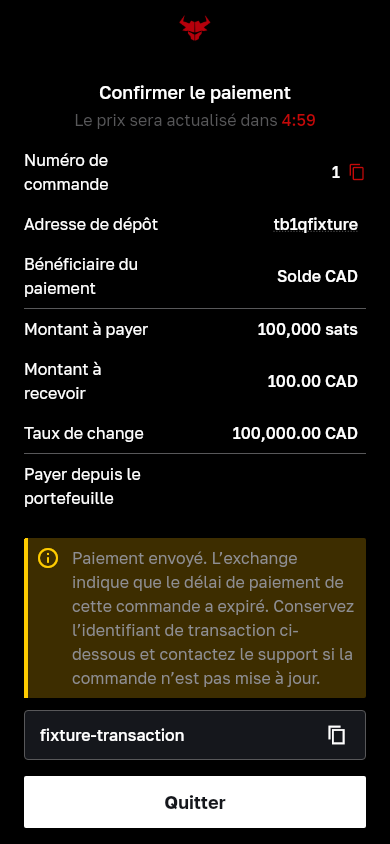 Confirmer le paiement
Le prix sera actualisé dans 4:59
Numéro de
commande
1
Adresse de dépôt
tb1qfixture
Bénéficiaire du
paiement
Solde CAD
Montant à payer
100,000 sats
Montant à
recevoir
100.00 CAD
Taux de change
100,000.00 CAD
Payer depuis le
portefeuille
Paiement envoyé. L’exchange
indique que le délai de paiement de
cette commande a expiré. Conservez
l’identifiant de transaction ci-
dessous et contactez le support si la
commande n’est pas mise à jour.
fixture-transaction
Quitter